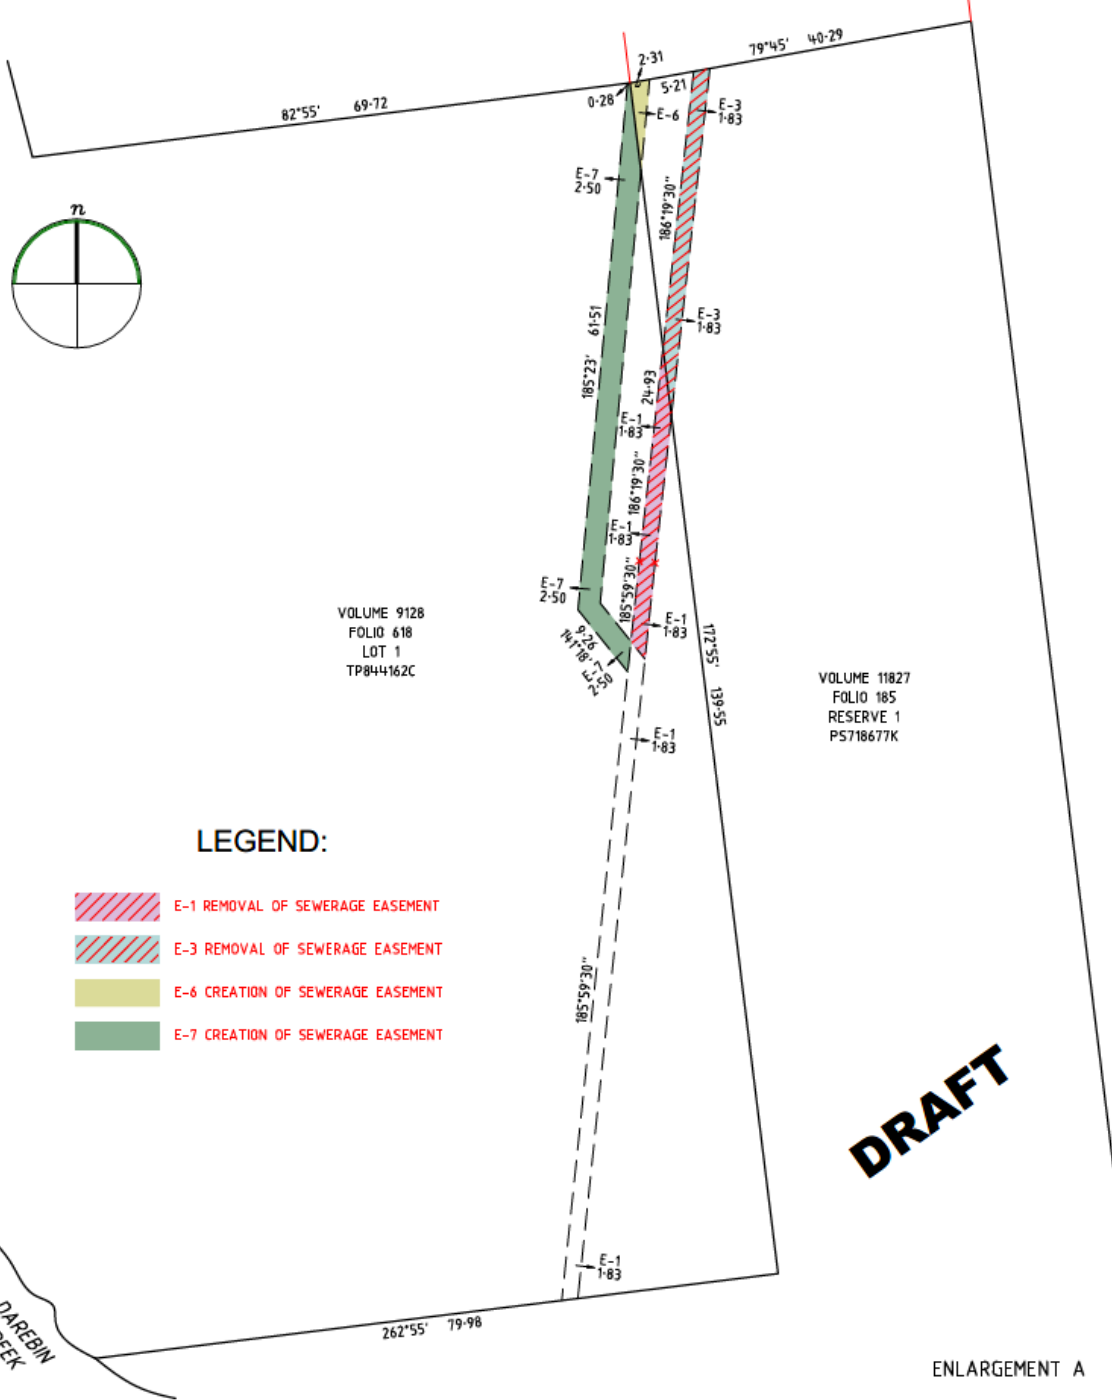 79°45' 40·29
2·31
5·21
0·28
82°55' 69·72
E-3
1·83
E-6
E-7
2·50
n
186°19'30"
E-3
1·83
61·51
185°23'
24·93
E-1
1·83
186°19'30"
E-1
1·83
185°59'30"
E-7
2·50
E-1
1·83
9·26
141°18'
E-7
2·50
172°55' 139·55
VOLUME 9128
FOLIO 618
LOT 1
TP844162C
VOLUME 11827
FOLIO 185
RESERVE 1
PS718677K
E-1
1·83
LEGEND:
E-1 REMOVAL OF SEWERAGE EASEMENT
E-3 REMOVAL OF SEWERAGE EASEMENT
E-6 CREATION OF SEWERAGE EASEMENT
E-7 CREATION OF SEWERAGE EASEMENT
185°59'30"
DRAFT
E-1
1·83
262°55' 79·98
DAREBIN
ENLARGEMENT A